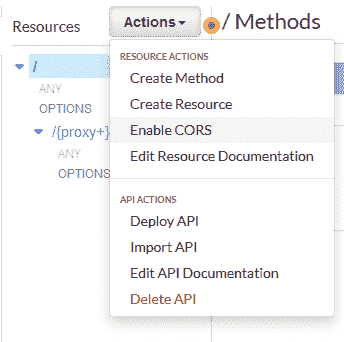 Resources
Actions
/ Methods
/
ANY
OPTIONS
/{proxy+}
ANY
OPTIONS
RESOURCE ACTIONS
Create Method
Create Resource
Enable CORS
Edit Resource Documentation
API ACTIONS
Deploy API
Import API
Edit API Documentation
Delete API